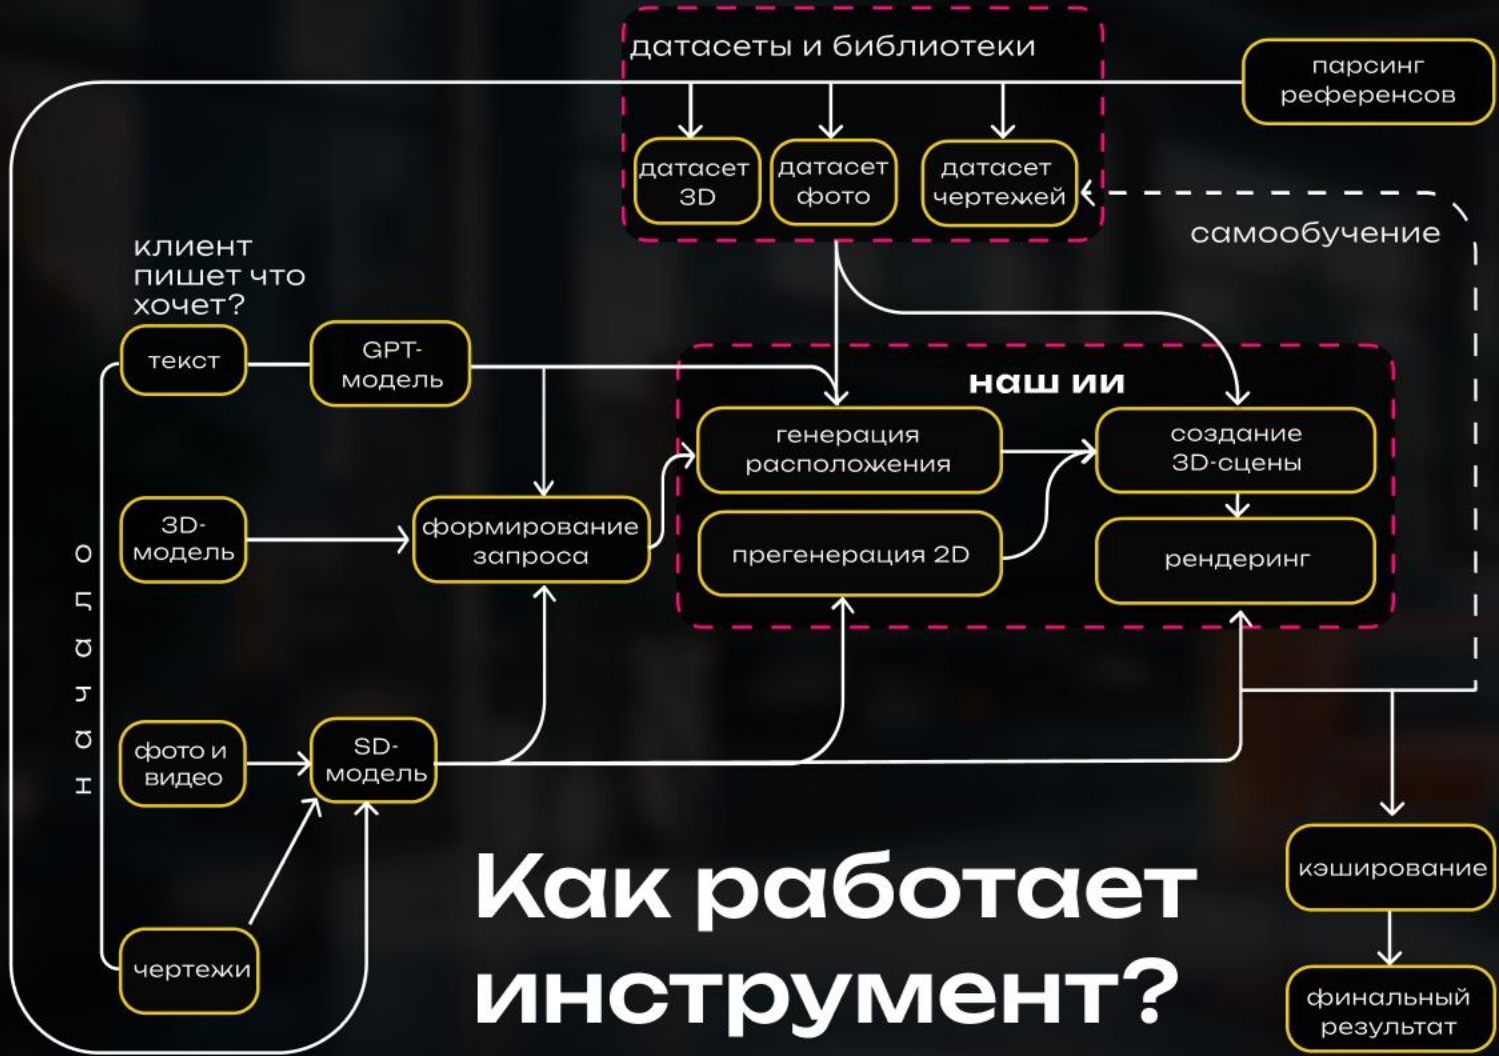 датасеты и библиотеки
парсинг
референсов
датасет
3D
датасет
фото
датасет
чертежей
самообучение
клиент
пишет что
хочет?
текст
GPT-
модель
наш ии
генерация
расположения
создание
3D-сцены
3D-
модель
формирование
запроса
прегенерация 2D
рендеринг
начало
фото и
видео
SD-
модель
чертежи
кэширование
финальный
результат
Как работает
инструмент?